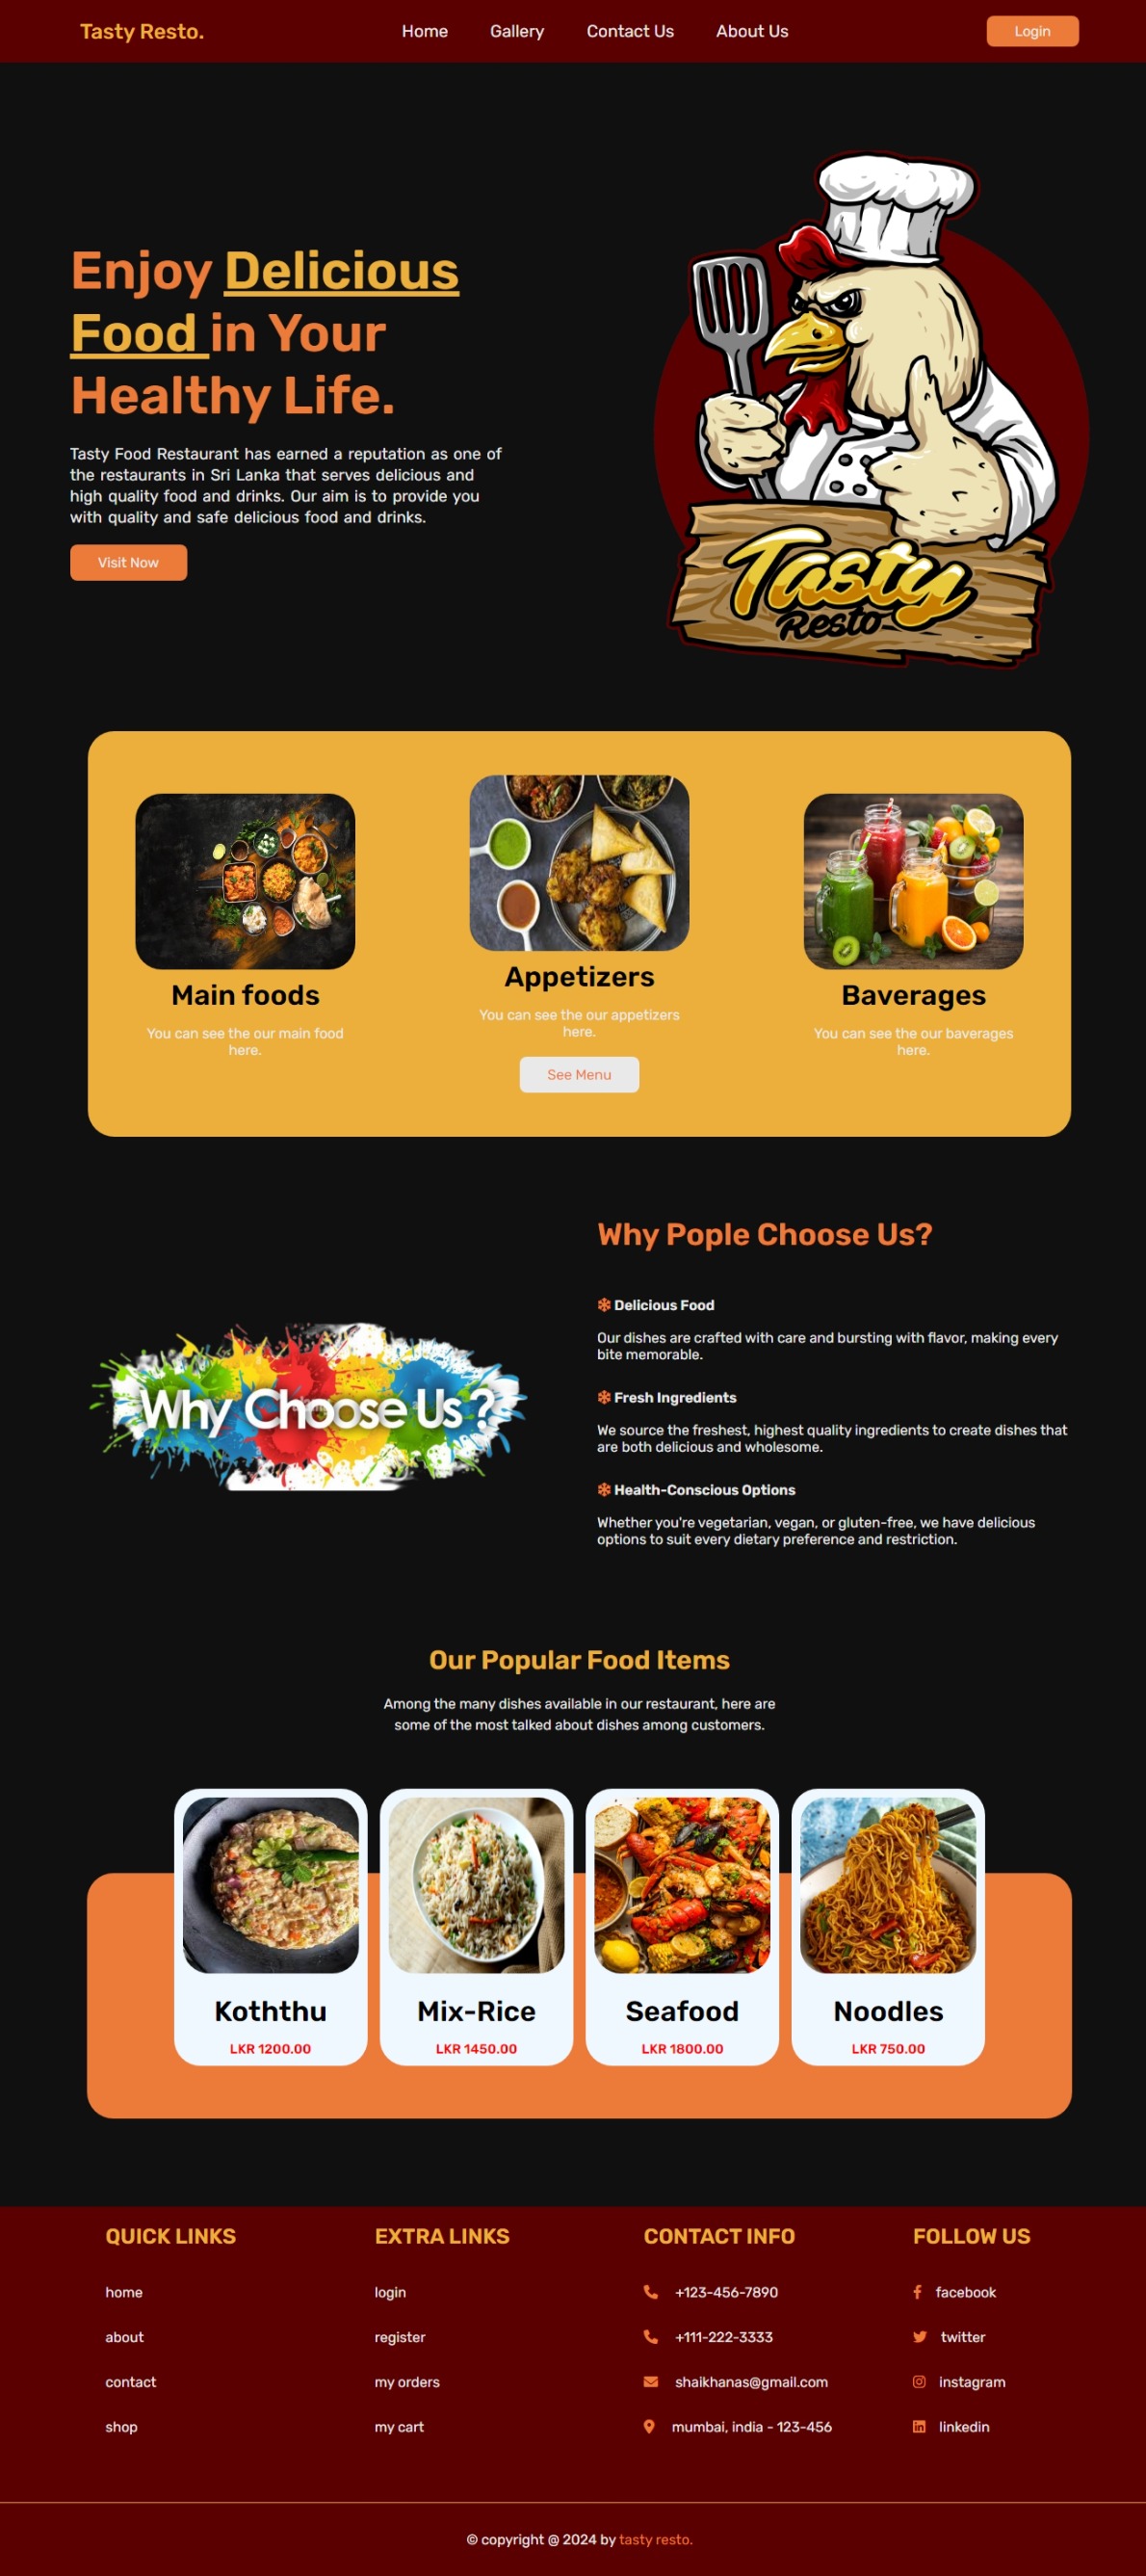 Tasty Resto.
Home
Gallery
Contact Us
About Us
Login
Enjoy Delicious
Food in Your
Healthy Life.
Tasty Food Restaurant has earned a reputation as one of
the restaurants in Sri Lanka that serves delicious and
high quality food and drinks. Our aim is to provide you
with quality and safe delicious food and drinks.
Visit Now
Tasty
Resto
Main foods
You can see the our main food
here.
Appetizers
You can see the our appetizers
here.
See Menu
Baverages
You can see the our baverages
here.
Why Choose Us?
Why Pople Choose Us?
Delicious Food
Our dishes are crafted with care and bursting with flavor, making every
bite memorable.
Fresh Ingredients
We source the freshest, highest quality ingredients to create dishes that
are both delicious and wholesome.
Health-Conscious Options
Whether you're vegetarian, vegan, or gluten-free, we have delicious
options to suit every dietary preference and restriction.
Our Popular Food Items
Among the many dishes available in our restaurant, here are
some of the most talked about dishes among customers.
Koththu
LKR 1200.00
Mix-Rice
LKR 1450.00
Seafood
LKR 1800.00
Noodles
LKR 750.00
QUICK LINKS
home
about
contact
shop
EXTRA LINKS
login
register
my orders
my cart
CONTACT INFO
+123-456-7890
+111-222-3333
shaikhanas@gmail.com
mumbai, india - 123-456
FOLLOW US
facebook
twitter
instagram
linkedin
© copyright @ 2024 by tasty resto.